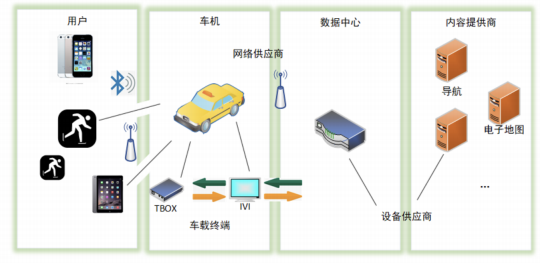 用户
车机
数据中心
内容提供商
网络供应商
导航
电子地图
TBOX
IVI
车载终端
设备供应商
...